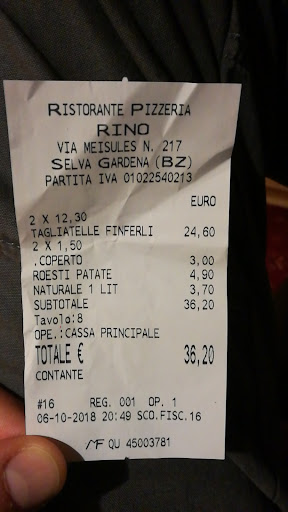 RISTORANTE PIZZERIA
RINO
VIA MEISULES N. 217
SELVA GARDENA (BZ)
PARTITA IVA 01022540213
EURO
2 X 12,30
TAGLIATELLE FINFERLI 24,60
2 X 1,50
.COPERTO 3,00
ROESTI PATATE 4,90
NATURALE 1 LIT 3,70
SUBTOTALE 36,20
Tavolo:8
OPE.:CASSA PRINCIPALE
TOTALE € 36,20
CONTANTE
#16 REG. 001 OP. 1
06-10-2018 20:49 SCO.FISC.16
MF QU 45003781